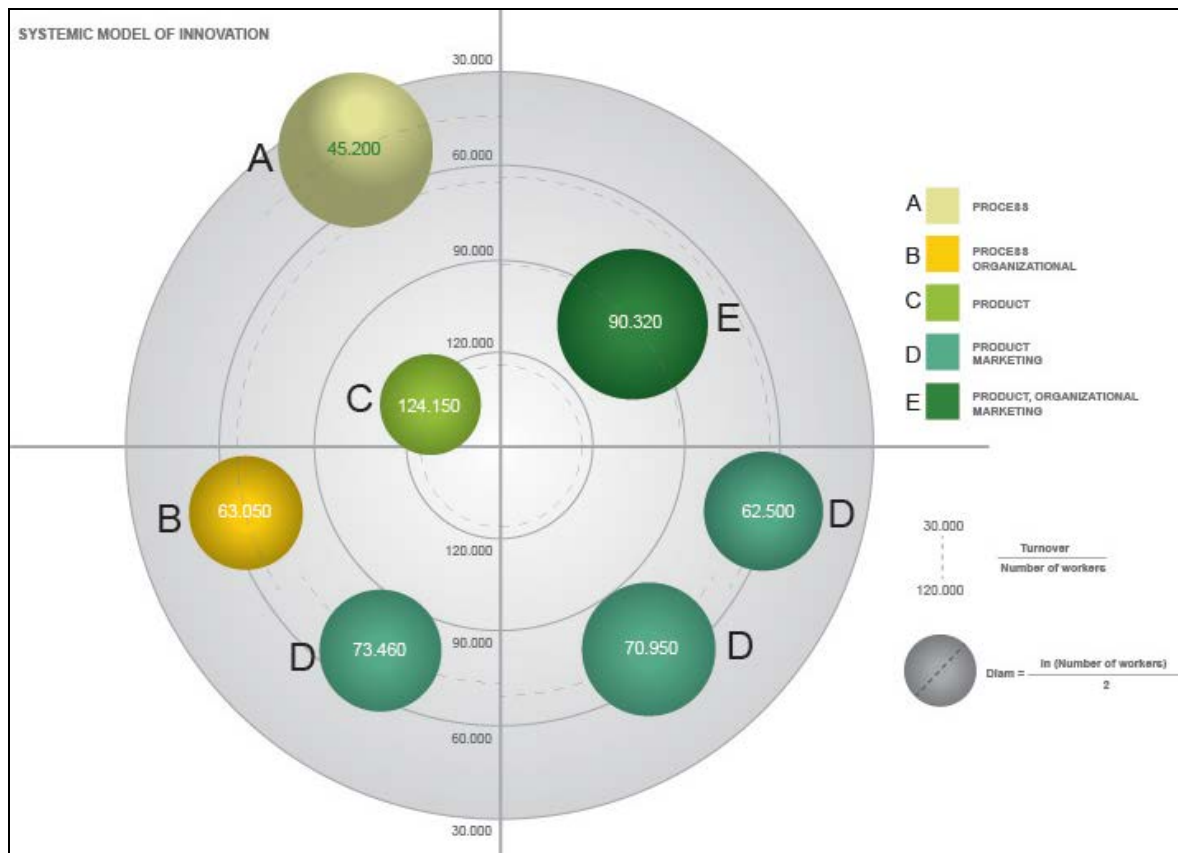 SYSTEMIC MODEL OF INNOVATION
30.000
A
45.200
60.000
90.000
E
90.320
120.000
C
124.150
B
63.050
62.500
D
120.000
D
73.460
90.000
70.950
D
60.000
30.000
A PROCESS
B PROCESS
ORGANIZATIONAL
C PRODUCT
D PRODUCT
MARKETING
E PRODUCT, ORGANIZATIONAL
MARKETING
30.000
120.000
Turnover
Number of workers
Diam = ln (Number of workers)
2